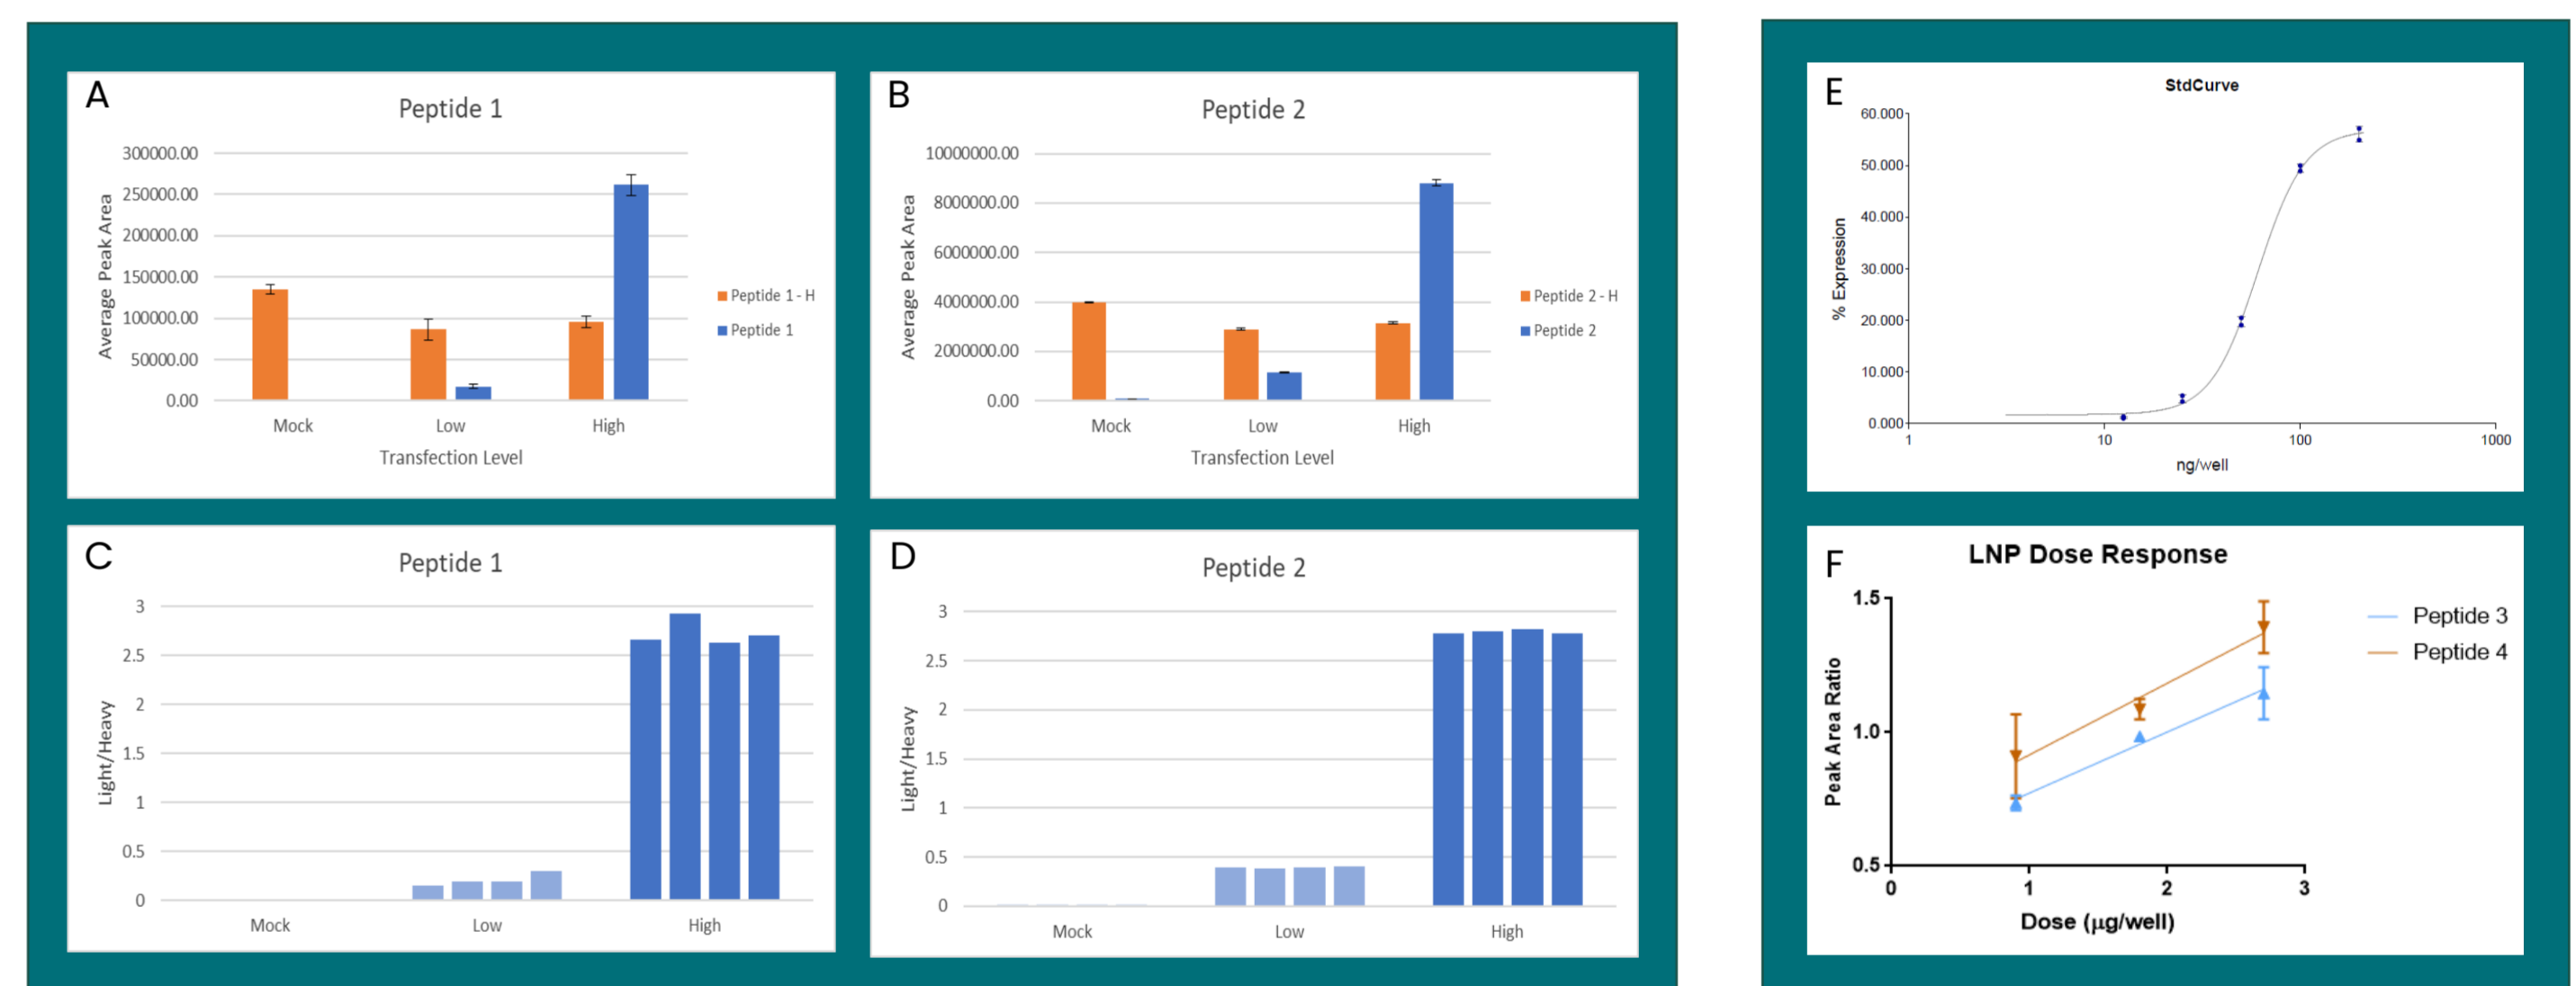 A
Peptide 1
300000.00
250000.00
200000.00
150000.00
100000.00
50000.00
0.00
Average Peak Area
Mock
Low
High
Transfection Level
Peptide 1 - H
Peptide 1
B
Peptide 2
10000000.00
8000000.00
6000000.00
4000000.00
2000000.00
0.00
Average Peak Area
Mock
Low
High
Transfection Level
Peptide 2 - H
Peptide 2
C
Peptide 1
3
2.5
2
1.5
1
0.5
0
Light/Heavy
Mock
Low
High
D
Peptide 2
3
2.5
2
1.5
1
0.5
0
Light/Heavy
Mock
Low
High
E
StdCurve
60.000
50.000
40.000
30.000
20.000
10.000
0.000
% Expression
1
10
100
1000
ng/well
F
LNP Dose Response
1.5
1.0
0.5
Peak Area Ratio
0
1
2
3
Dose (μg/well)
Peptide 3
Peptide 4